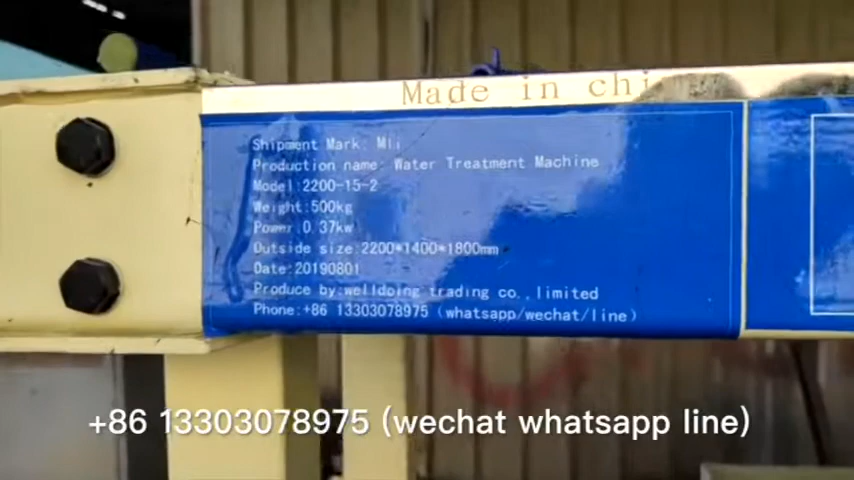 Made in chi
Shipment Mark: Mli
Production name: Water Treatment Machine
Model:2200-15-2
Weight:500kg
Power:0.37kw
Outside size:2200*1400*1800mm
Date:20190801
Produce by:welldoing trading co.,limited
Phone:+86 13303078975 (whatsapp/wechat/line)
+86 13303078975 (wechat whatsapp line)